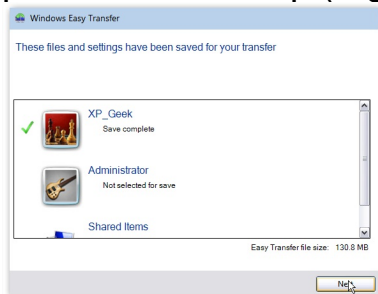 Windows Easy Transfer
These files and settings have been saved for your transfer
XP_Geek
Save complete
Administrator
Not selected for save
Shared Items
Easy Transfer file size: 130.8 MB